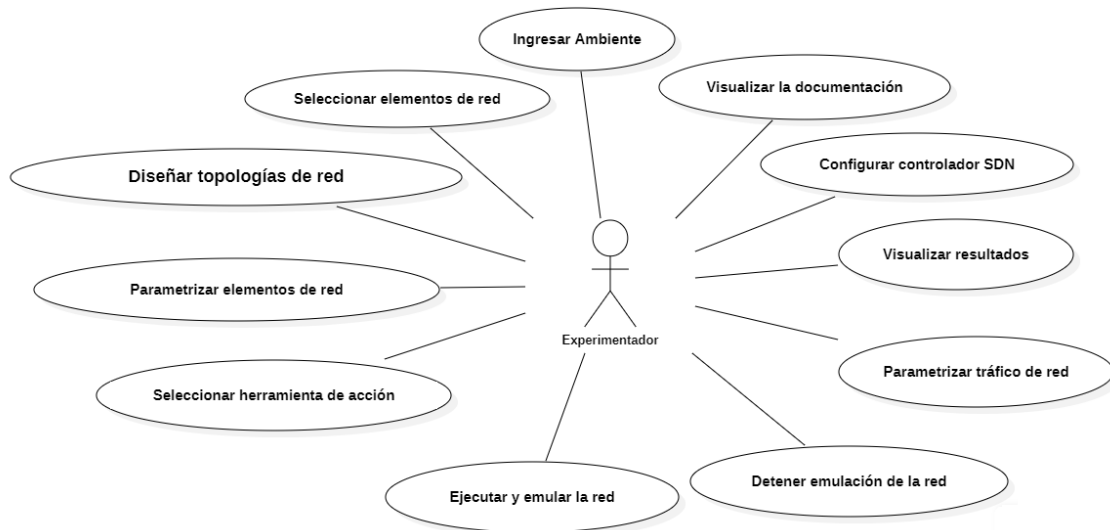 Ingresar Ambiente
Seleccionar elementos de red
Visualizar la documentación
Diseñar topologías de red
Configurar controlador SDN
Visualizar resultados
Parametrizar elementos de red
Experimentador
Parametrizar tráfico de red
Seleccionar herramienta de acción
Detener emulación de la red
Ejecutar y emular la red